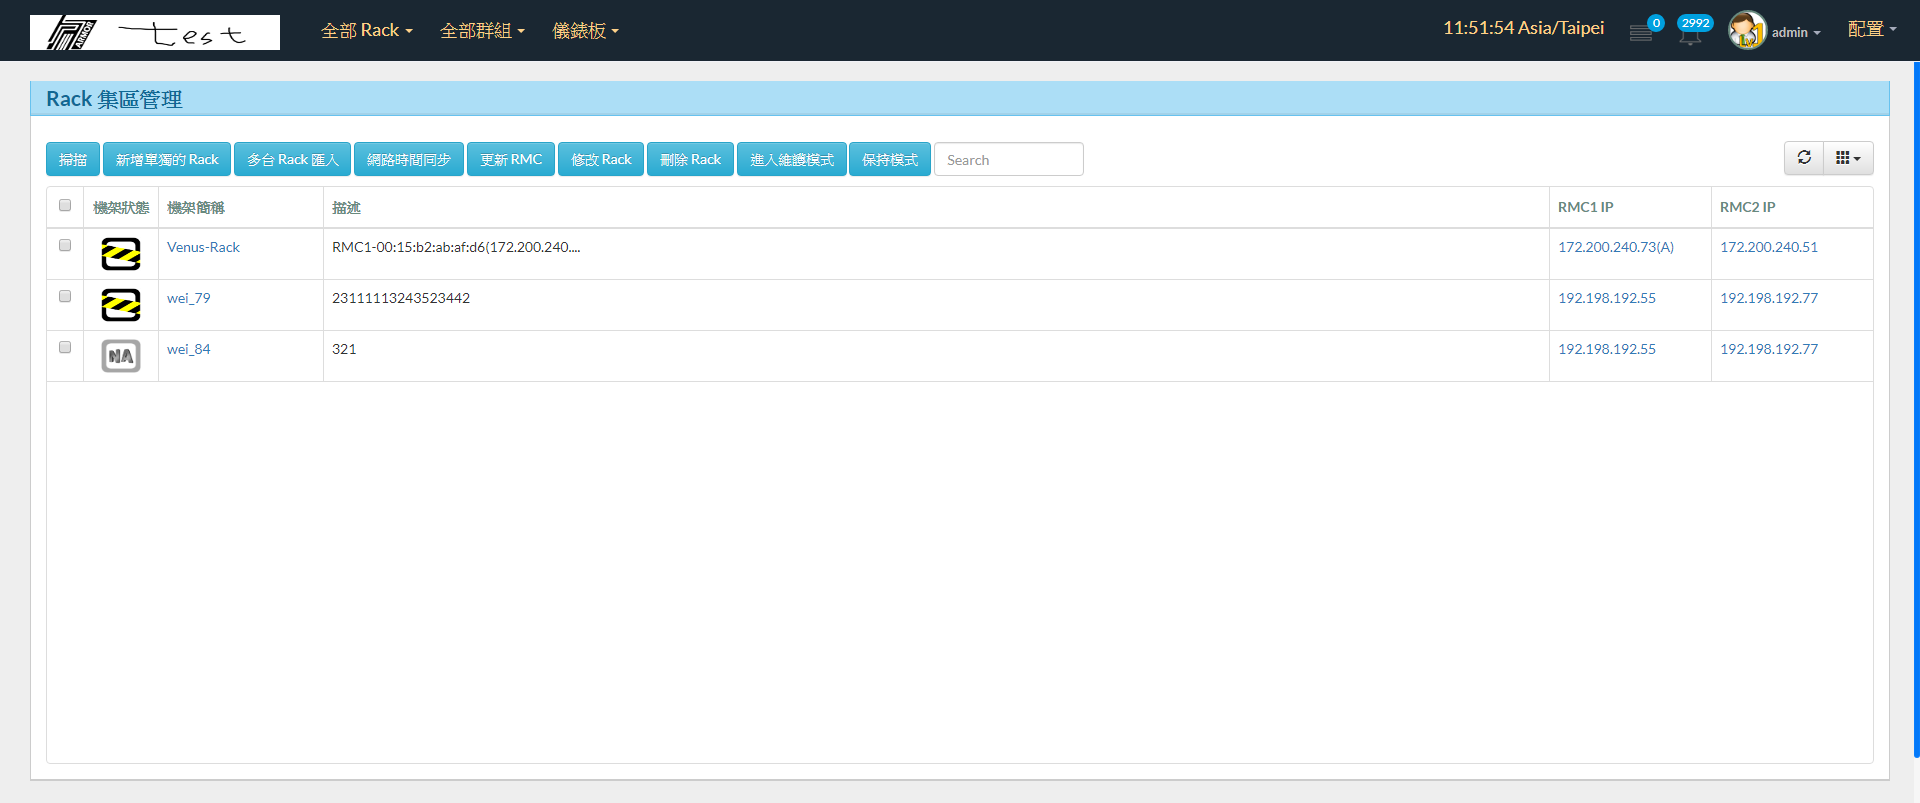 ARMOR test 全部 Rack 全部群組 儀錶板 11:51:54 Asia/Taipei 0 2992 admin 配置
Rack 集區管理
掃描 新增單獨的 Rack 多台 Rack 匯入 網路時間同步 更新 RMC 修改 Rack 刪除 Rack 進入維護模式 保持模式 Search
機架狀態 機架簡稱 描述 RMC1 IP RMC2 IP
Venus-Rack RMC1-00:15:b2:ab:af:d6(172.200.240.... 172.200.240.73(A) 172.200.240.51
wei_79 23111113243523442 192.198.192.55 192.198.192.77
NA wei_84 321 192.198.192.55 192.198.192.77